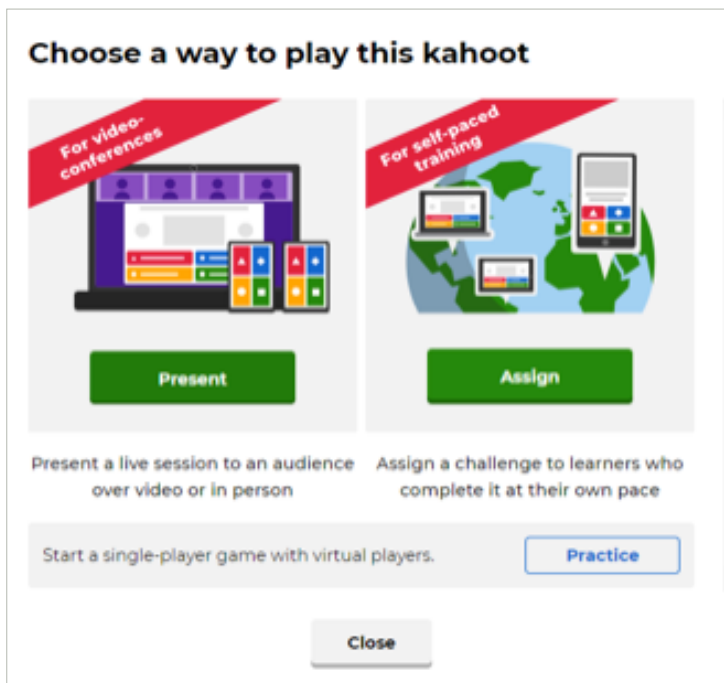 Choose a way to play this kahoot
For video-
conferences
For self-paced
training
Present
Assign
Present a live session to an audience
over video or in person
Assign a challenge to learners who
complete it at their own pace
Start a single-player game with virtual players.
Practice
Close